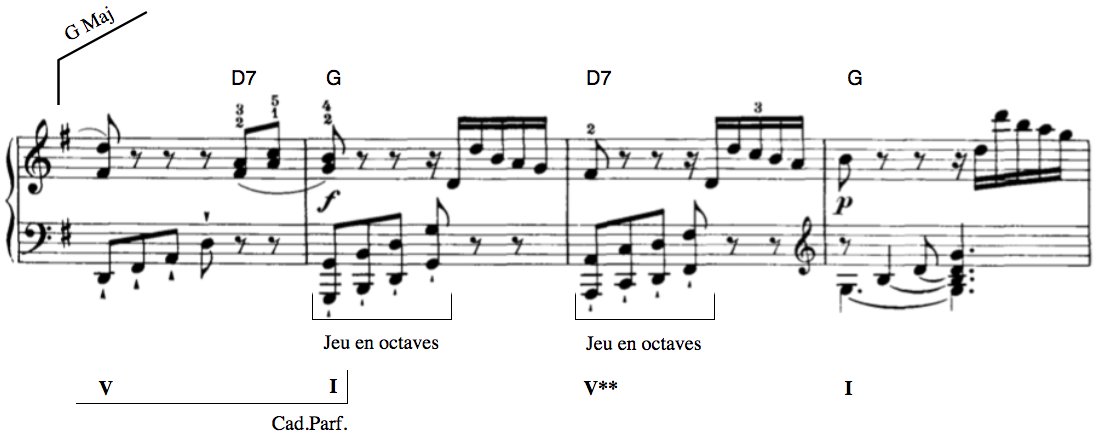 G Maj
D7 G D7 G
3 5 4 3
2 1 2 2
f p
Jeu en octaves Jeu en octaves
V I V** I
Cad.Parf.